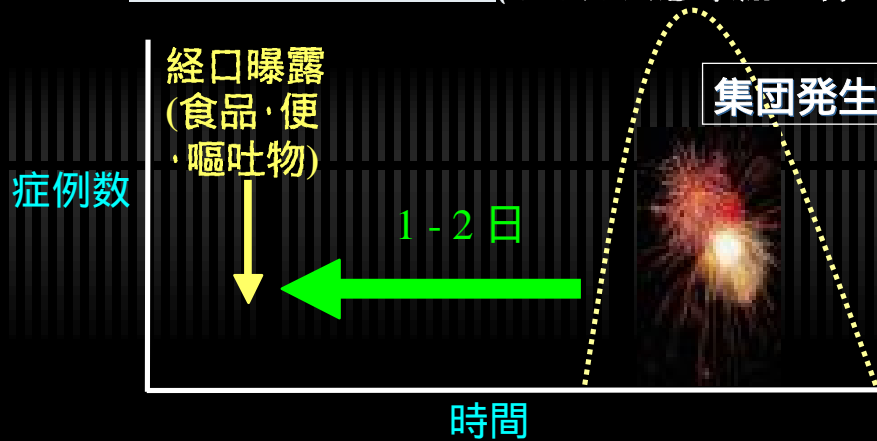 経口曝露
(食品・便
・嘔吐物)
集団発生
症例数
1 - 2 日
時間